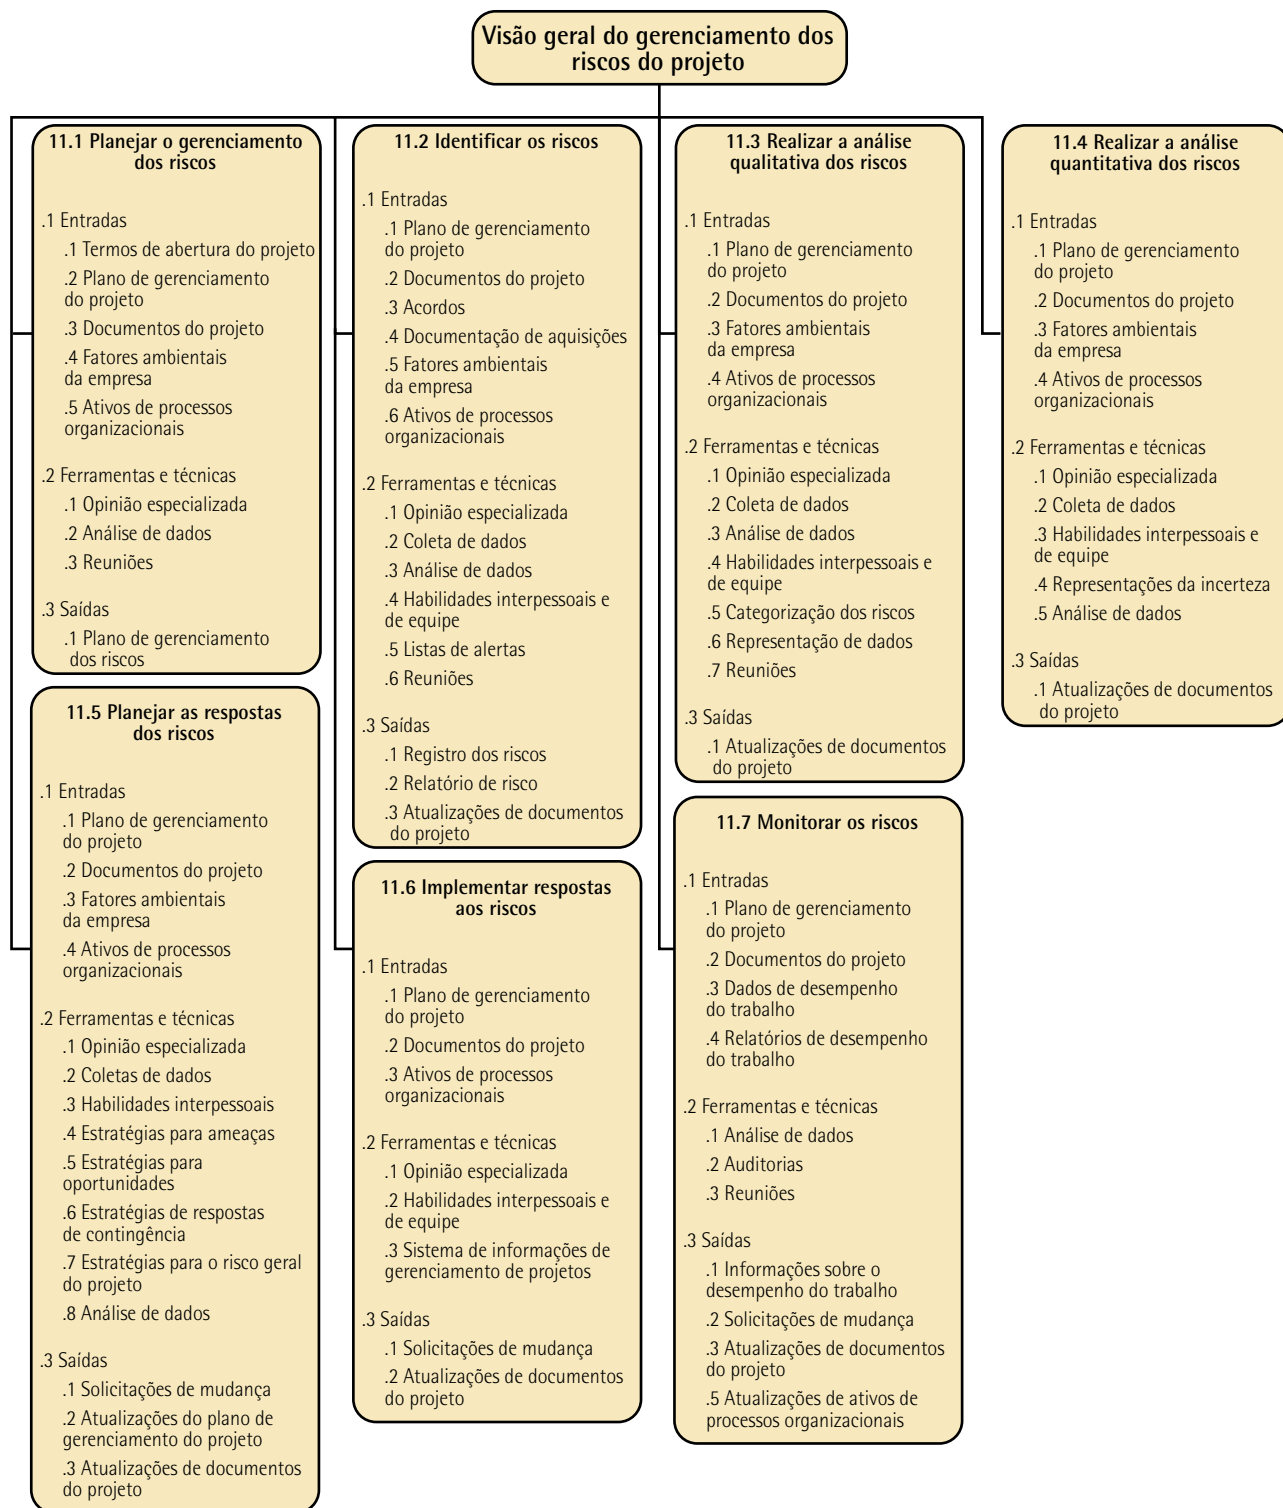 Visão geral do gerenciamento dos
riscos do projeto
11.1 Planejar o gerenciamento
dos riscos
.1 Entradas
.1 Termos de abertura do projeto
.2 Plano de gerenciamento
do projeto
.3 Documentos do projeto
.4 Fatores ambientais
da empresa
.5 Ativos de processos
organizacionais
.2 Ferramentas e técnicas
.1 Opinião especializada
.2 Análise de dados
.3 Reuniões
.3 Saídas
.1 Plano de gerenciamento
dos riscos
11.2 Identificar os riscos
.1 Entradas
.1 Plano de gerenciamento
do projeto
.2 Documentos do projeto
.3 Acordos
.4 Documentação de aquisições
.5 Fatores ambientais
da empresa
.6 Ativos de processos
organizacionais
.2 Ferramentas e técnicas
.1 Opinião especializada
.2 Coleta de dados
.3 Análise de dados
.4 Habilidades interpessoais e
de equipe
.5 Listas de alertas
.6 Reuniões
.3 Saídas
.1 Registro dos riscos
.2 Relatório de risco
.3 Atualizações de documentos
do projeto
11.3 Realizar a análise
qualitativa dos riscos
.1 Entradas
.1 Plano de gerenciamento
do projeto
.2 Documentos do projeto
.3 Fatores ambientais
da empresa
.4 Ativos de processos
organizacionais
.2 Ferramentas e técnicas
.1 Opinião especializada
.2 Coleta de dados
.3 Análise de dados
.4 Habilidades interpessoais e
de equipe
.5 Categorização dos riscos
.6 Representação de dados
.7 Reuniões
.3 Saídas
.1 Atualizações de documentos
do projeto
11.4 Realizar a análise
quantitativa dos riscos
.1 Entradas
.1 Plano de gerenciamento
do projeto
.2 Documentos do projeto
.3 Fatores ambientais
da empresa
.4 Ativos de processos
organizacionais
.2 Ferramentas e técnicas
.1 Opinião especializada
.2 Coleta de dados
.3 Habilidades interpessoais e
de equipe
.4 Representações da incerteza
.5 Análise de dados
.3 Saídas
.1 Atualizações de documentos
do projeto
11.5 Planejar as respostas
dos riscos
.1 Entradas
.1 Plano de gerenciamento
do projeto
.2 Documentos do projeto
.3 Fatores ambientais
da empresa
.4 Ativos de processos
organizacionais
.2 Ferramentas e técnicas
.1 Opinião especializada
.2 Coletas de dados
.3 Habilidades interpessoais
.4 Estratégias para ameaças
.5 Estratégias para
oportunidades
.6 Estratégias de respostas
de contingência
.7 Estratégias para o risco geral
do projeto
.8 Análise de dados
.3 Saídas
.1 Solicitações de mudança
.2 Atualizações do plano de
gerenciamento do projeto
.3 Atualizações de documentos
do projeto
11.6 Implementar respostas
aos riscos
.1 Entradas
.1 Plano de gerenciamento
do projeto
.2 Documentos do projeto
.3 Ativos de processos
organizacionais
.2 Ferramentas e técnicas
.1 Opinião especializada
.2 Habilidades interpessoais e
de equipe
.3 Sistema de informações de
gerenciamento de projetos
.3 Saídas
.1 Solicitações de mudança
.2 Atualizações de documentos
do projeto
11.7 Monitorar os riscos
.1 Entradas
.1 Plano de gerenciamento
do projeto
.2 Documentos do projeto
.3 Dados de desempenho
do trabalho
.4 Relatórios de desempenho
do trabalho
.2 Ferramentas e técnicas
.1 Análise de dados
.2 Auditorias
.3 Reuniões
.3 Saídas
.1 Informações sobre o
desempenho do trabalho
.2 Solicitações de mudança
.3 Atualizações de documentos
do projeto
.5 Atualizações de ativos de
processos organizacionais